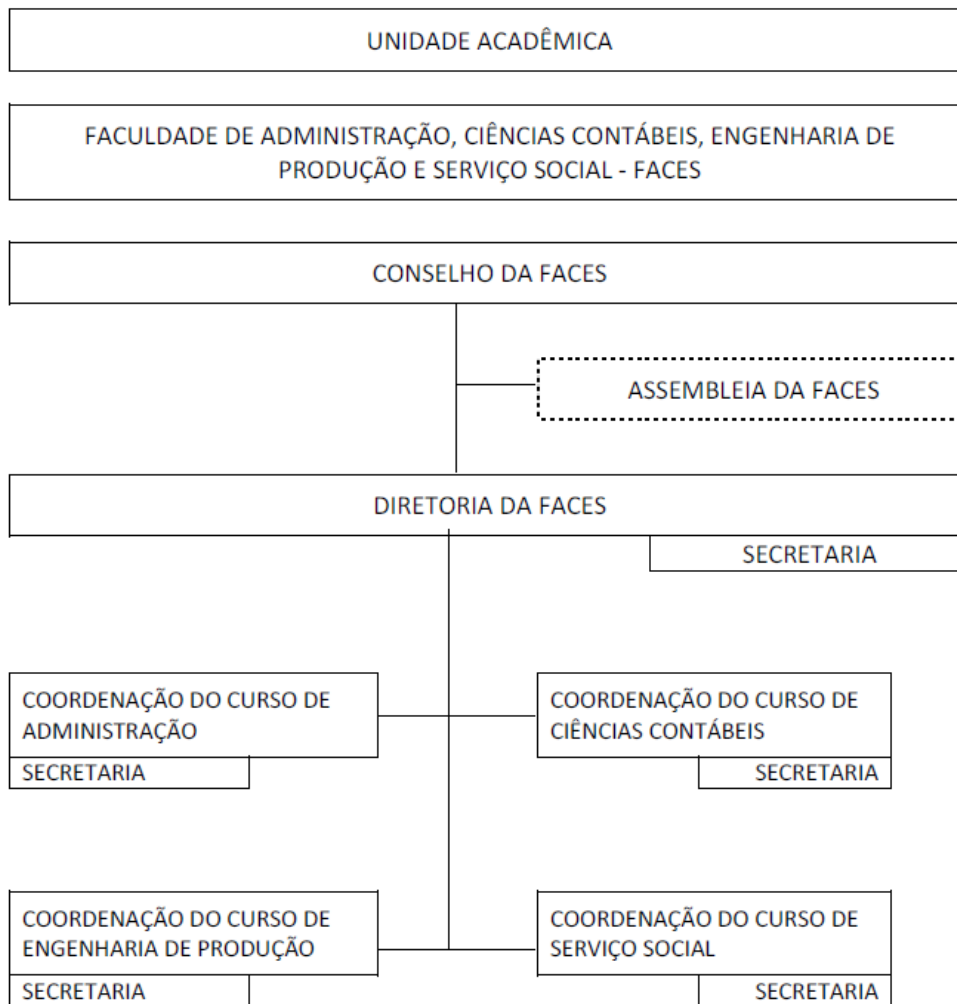 UNIDADE ACADÊMICA
FACULDADE DE ADMINISTRAÇÃO, CIÊNCIAS CONTÁBEIS, ENGENHARIA DE
PRODUÇÃO E SERVIÇO SOCIAL - FACES
CONSELHO DA FACES
ASSEMBLEIA DA FACES
DIRETORIA DA FACES
SECRETARIA
COORDENAÇÃO DO CURSO DE
ADMINISTRAÇÃO
SECRETARIA
COORDENAÇÃO DO CURSO DE
CIÊNCIAS CONTÁBEIS
SECRETARIA
COORDENAÇÃO DO CURSO DE
ENGENHARIA DE PRODUÇÃO
SECRETARIA
COORDENAÇÃO DO CURSO DE
SERVIÇO SOCIAL
SECRETARIA